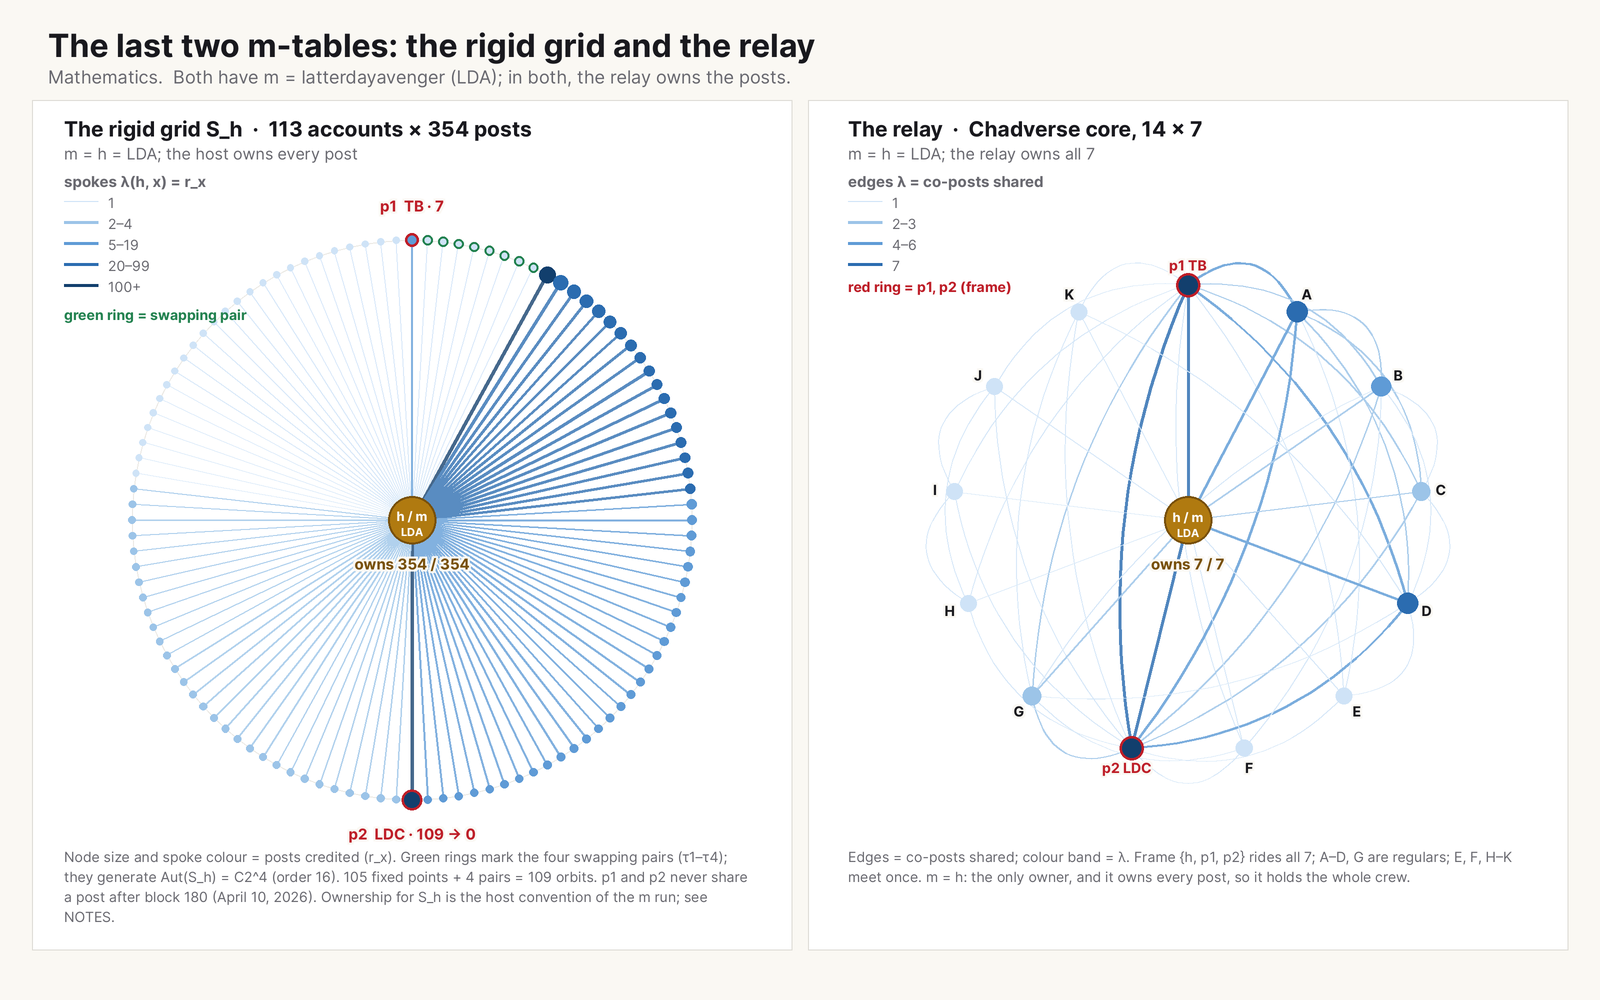 The last two m-tables: the rigid grid and the relay
Mathematics.  Both have m = latterdayavenger (LDA); in both, the relay owns the posts.
The rigid grid S_h · 113 accounts × 354 posts
m = h = LDA; the host owns every post
spokes λ(h, x) = r_x
1
2–4
5–19
20–99
100+
green ring = swapping pair
p1 TB · 7
h / m
LDA
owns 354 / 354
p2 LDC · 109 → 0
Node size and spoke colour = posts credited (r_x). Green rings mark the four swapping pairs (τ1–τ4);
they generate Aut(S_h) = C2^4 (order 16). 105 fixed points + 4 pairs = 109 orbits. p1 and p2 never share
a post after block 180 (April 10, 2026). Ownership for S_h is the host convention of the m run; see
NOTES.
The relay · Chadverse core, 14 × 7
m = h = LDA; the relay owns all 7
edges λ = co-posts shared
1
2–3
4–6
7
red ring = p1, p2 (frame)
p1 TB
A
B
C
D
E
F
p2 LDC
G
H
I
J
K
h / m
LDA
owns 7 / 7
Edges = co-posts shared; colour band = λ. Frame {h, p1, p2} rides all 7; A–D, G are regulars; E, F, H–K
meet once. m = h: the only owner, and it owns every post, so it holds the whole crew.